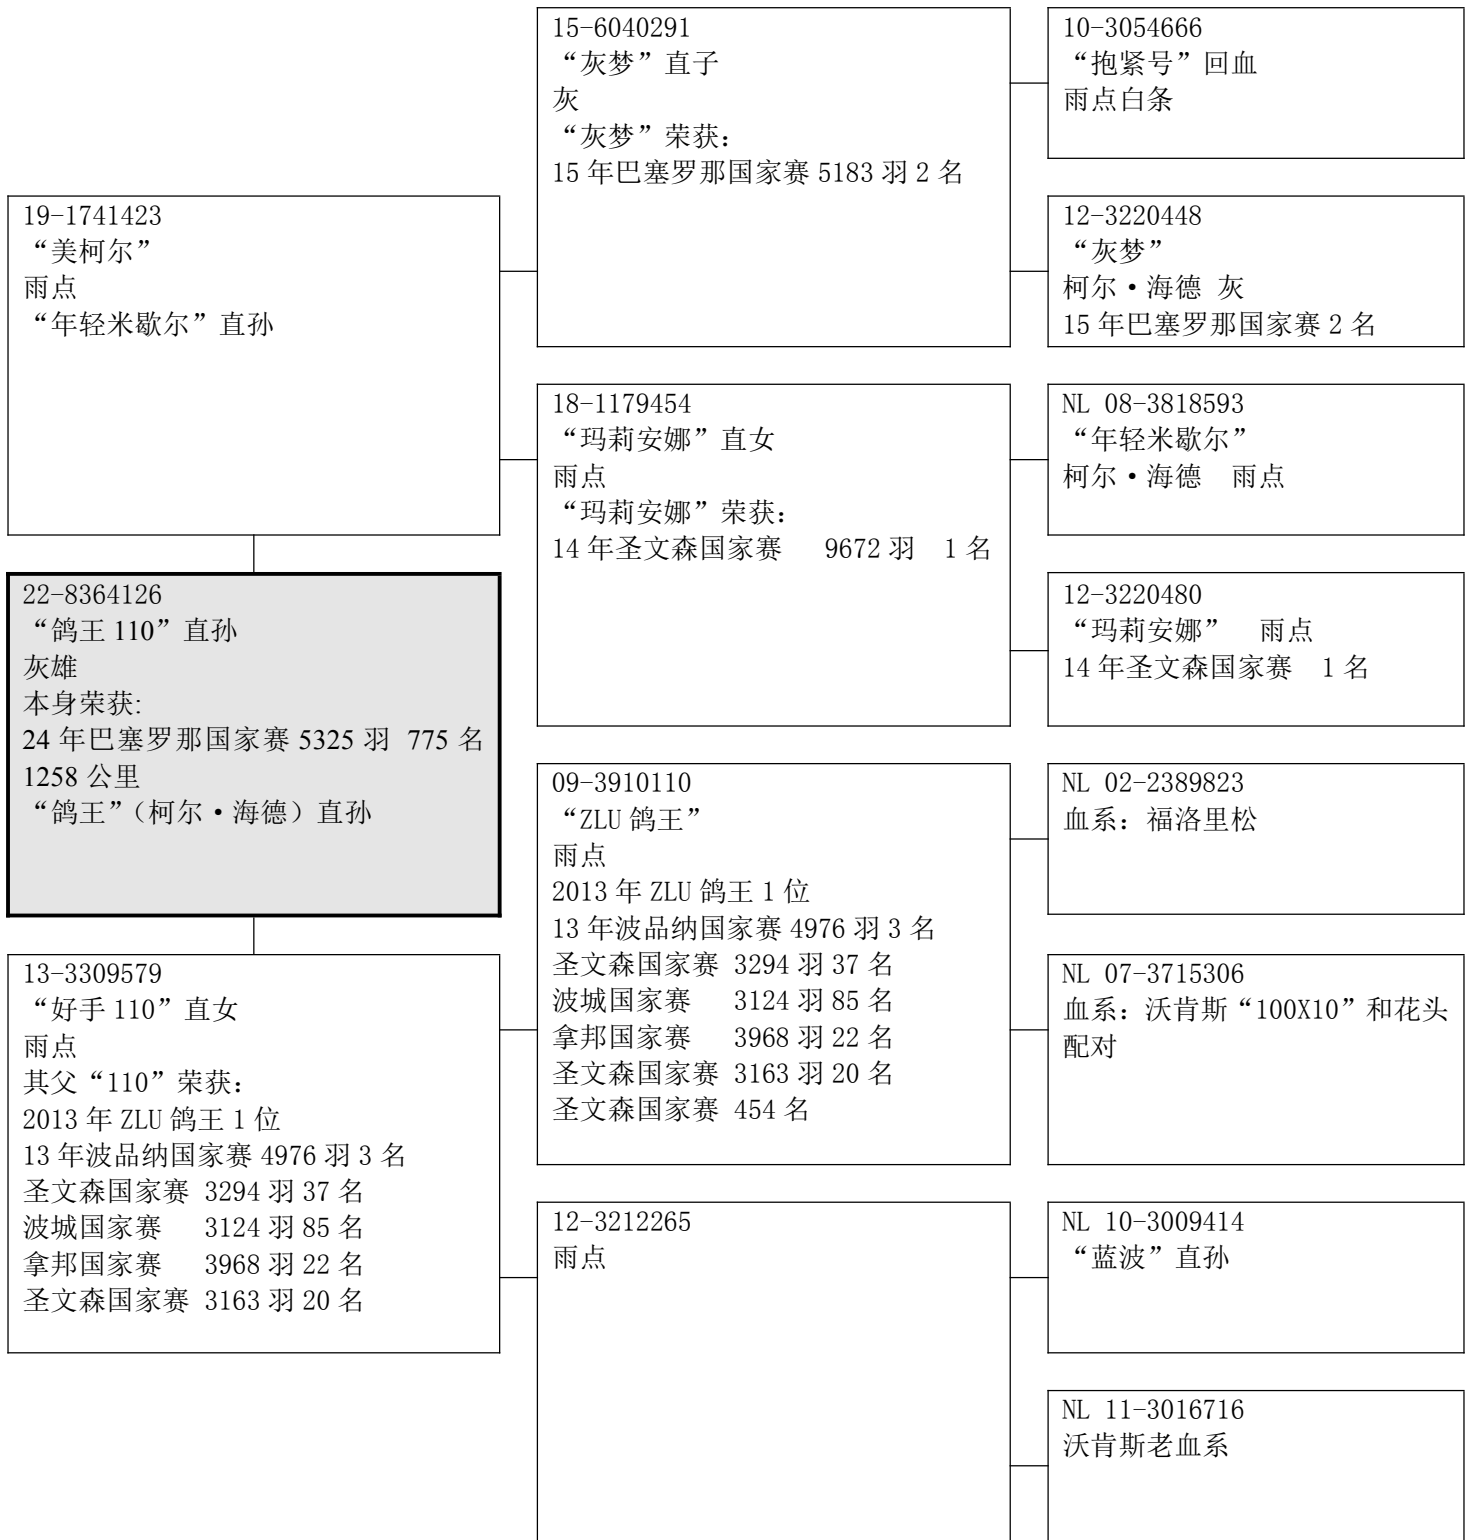 19-1741423
“美柯尔”
雨点
“年轻米歇尔”直孙
22-8364126
“鸽王 110”直孙
灰雄
本身荣获:
24 年巴塞罗那国家赛 5325 羽 775 名
1258 公里
“鸽王”（柯尔·海德）直孙
13-3309579
“好手 110”直女
雨点
其父“110”荣获：
2013 年 ZLU 鸽王 1 位
13 年波品纳国家赛 4976 羽 3 名
圣文森国家赛 3294 羽 37 名
波城国家赛 3124 羽 85 名
拿邦国家赛 3968 羽 22 名
圣文森国家赛 3163 羽 20 名
15-6040291
“灰梦”直子
灰
“灰梦”荣获：
15 年巴塞罗那国家赛 5183 羽 2 名
18-1179454
“玛莉安娜”直女
雨点
“玛莉安娜”荣获：
14 年圣文森国家赛 9672 羽 1 名
09-3910110
“ZLU 鸽王”
雨点
2013 年 ZLU 鸽王 1 位
13 年波品纳国家赛 4976 羽 3 名
圣文森国家赛 3294 羽 37 名
波城国家赛 3124 羽 85 名
拿邦国家赛 3968 羽 22 名
圣文森国家赛 3163 羽 20 名
圣文森国家赛 454 名
12-3212265
雨点
10-3054666
“抱紧号”回血
雨点白条
12-3220448
“灰梦”
柯尔·海德 灰
15 年巴塞罗那国家赛 2 名
NL 08-3818593
“年轻米歇尔”
柯尔·海德 雨点
12-3220480
“玛莉安娜” 雨点
14 年圣文森国家赛 1 名
NL 02-2389823
血系：福洛里松
NL 07-3715306
血系：沃肯斯“100X10”和花头
配对
NL 10-3009414
“蓝波”直孙
NL 11-3016716
沃肯斯老血系